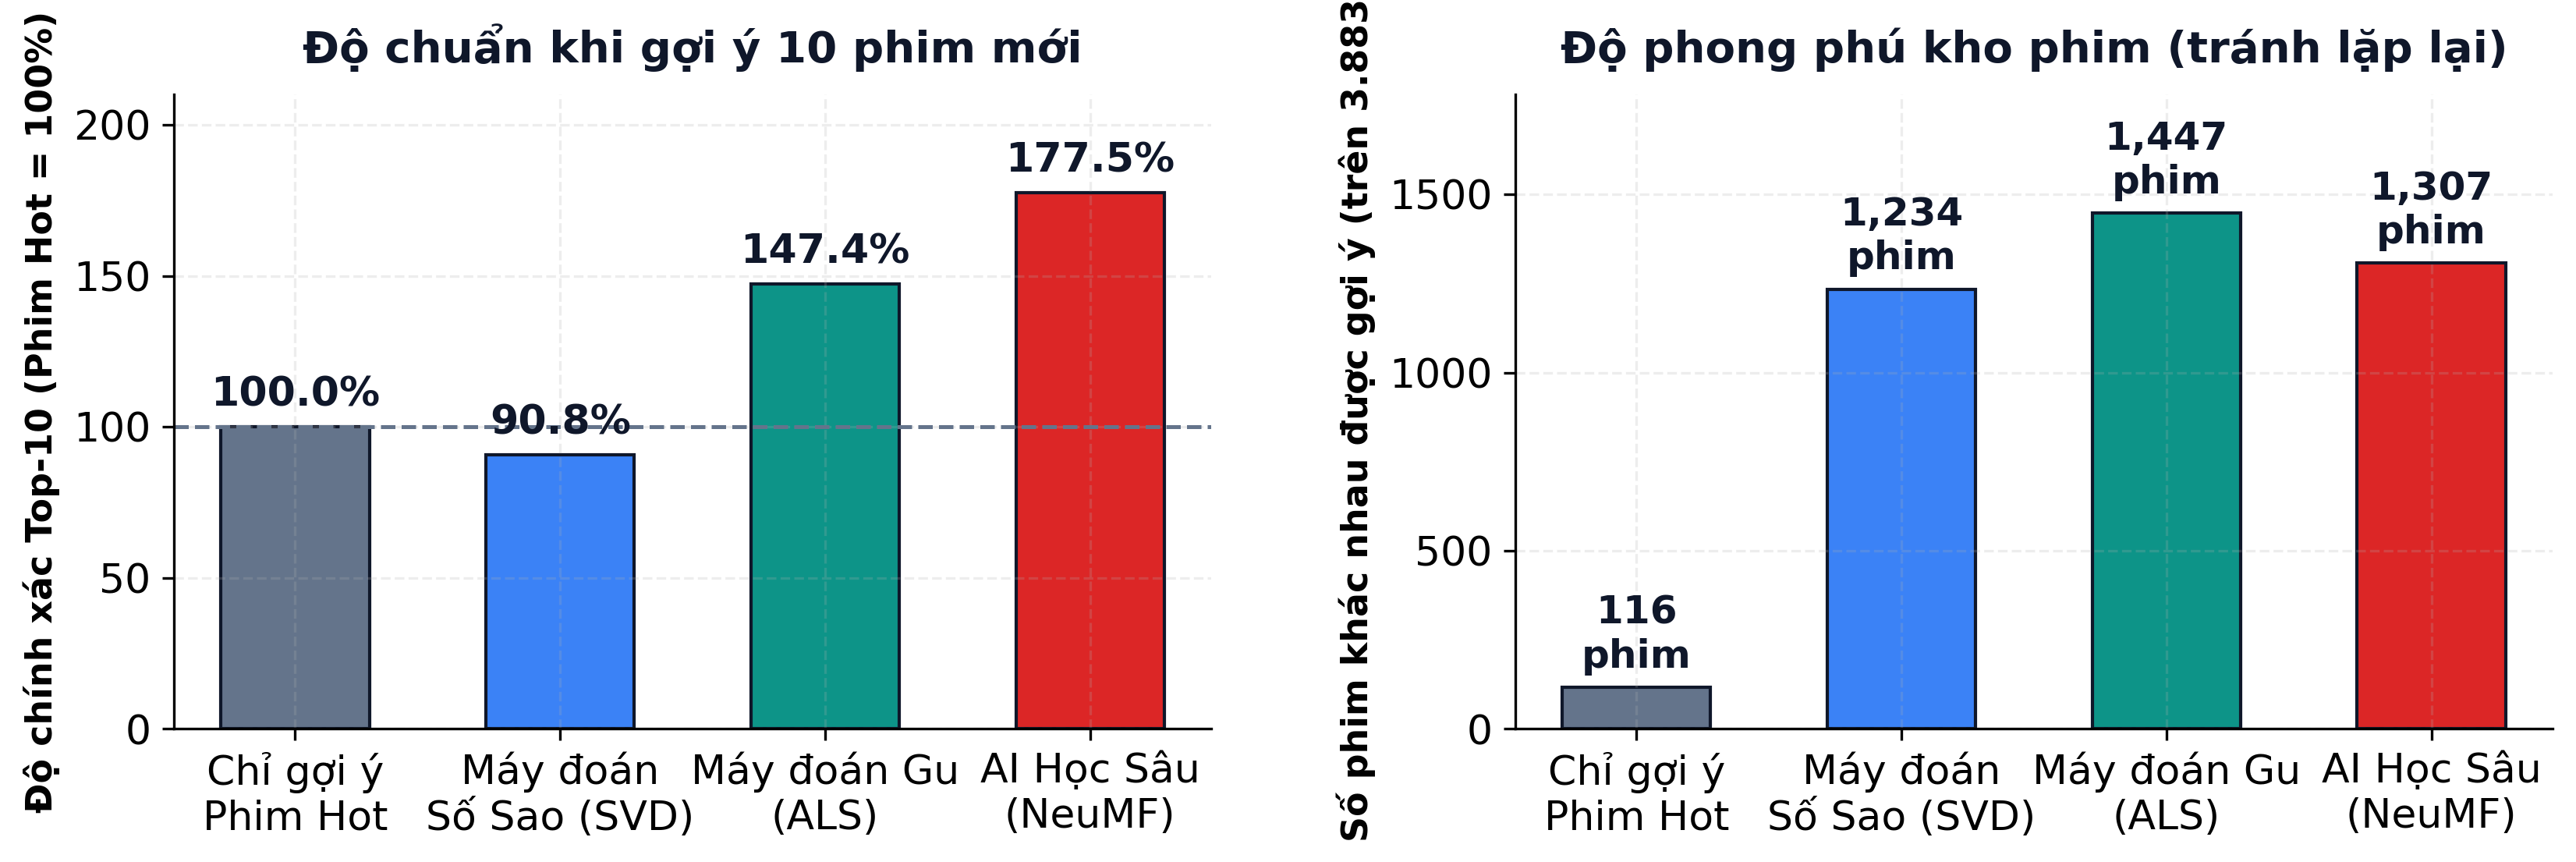 Độ chuẩn khi gợi ý 10 phim mới
Độ chính xác Top-10 (Phim Hot = 100%)
200
150
100
50
0
100.0%
90.8%
147.4%
177.5%
Chỉ gợi ý
Phim Hot
Máy đoán
Số Sao (SVD)
Máy đoán Gu
(ALS)
AI Học Sâu
(NeuMF)
Độ phong phú kho phim (tránh lặp lại)
Số phim khác nhau được gợi ý (trên 3.883
1500
1000
500
0
116
phim
1,234
phim
1,447
phim
1,307
phim
Chỉ gợi ý
Phim Hot
Máy đoán
Số Sao (SVD)
Máy đoán Gu
(ALS)
AI Học Sâu
(NeuMF)